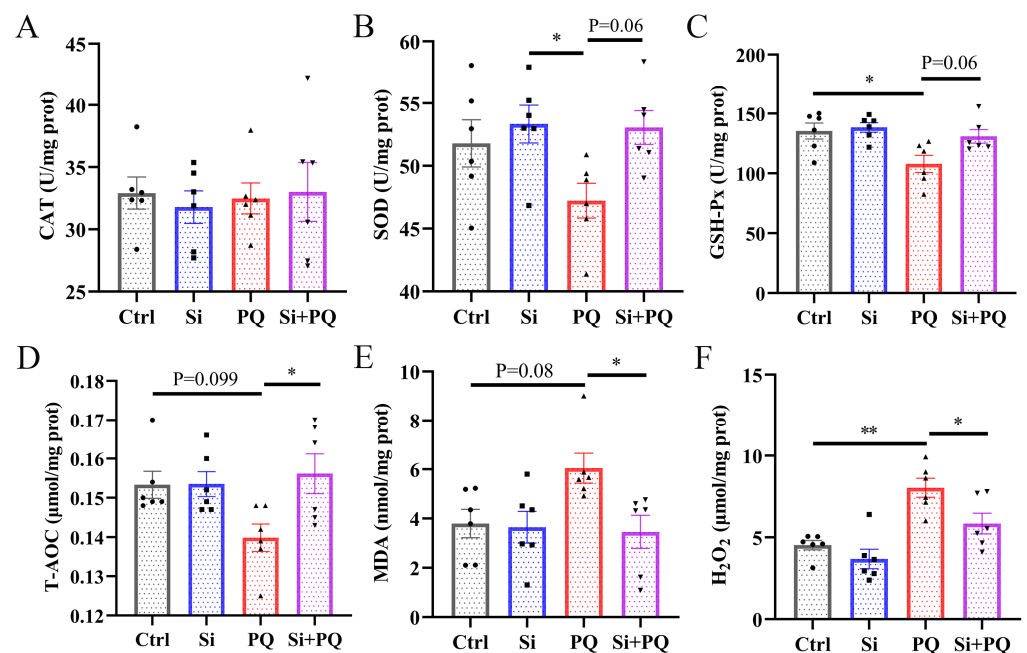 A
CAT (U/mg prot)
45
40
35
30
25
Ctrl Si PQ Si+PQ
B
SOD (U/mg prot)
60
55
50
45
40
* P=0.06
Ctrl Si PQ Si+PQ
C
GSH-Px (U/mg prot)
200
150
100
50
0
* P=0.06
Ctrl Si PQ Si+PQ
D
T-AOC (μmol/mg prot)
0.18
0.17
0.16
0.15
0.14
0.13
0.12
P=0.099 *
Ctrl Si PQ Si+PQ
E
MDA (nmol/mg prot)
10
8
6
4
2
0
P=0.08 *
Ctrl Si PQ Si+PQ
F
H₂O₂ (μmol/mg prot)
15
10
5
0
** *
Ctrl Si PQ Si+PQ